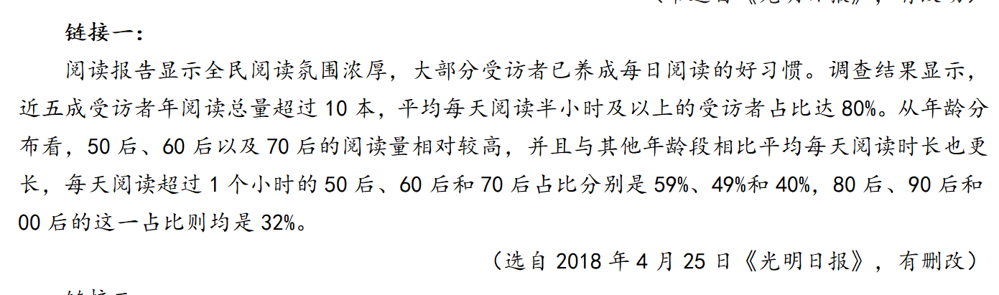 《光明日报》，有
链接一：
阅读报告显示全民阅读氛围浓厚，大部分受访者已养成每日阅读的好习惯。调查结果显示，
近五成受访者年阅读总量超过 10 本，平均每天阅读半小时及以上的受访者占比达 80%。从年龄分
布看，50 后、60 后以及 70 后的阅读量相对较高，并且与其他年龄段相比平均每天阅读时长也更
长，每天阅读超过 1 个小时的 50 后、60 后和 70 后占比分别是 59%、49%和 40%，80 后、90 后和
00 后的这一占比则均是 32%。
（选自 2018 年 4 月 25 日《光明日报》，有删改）